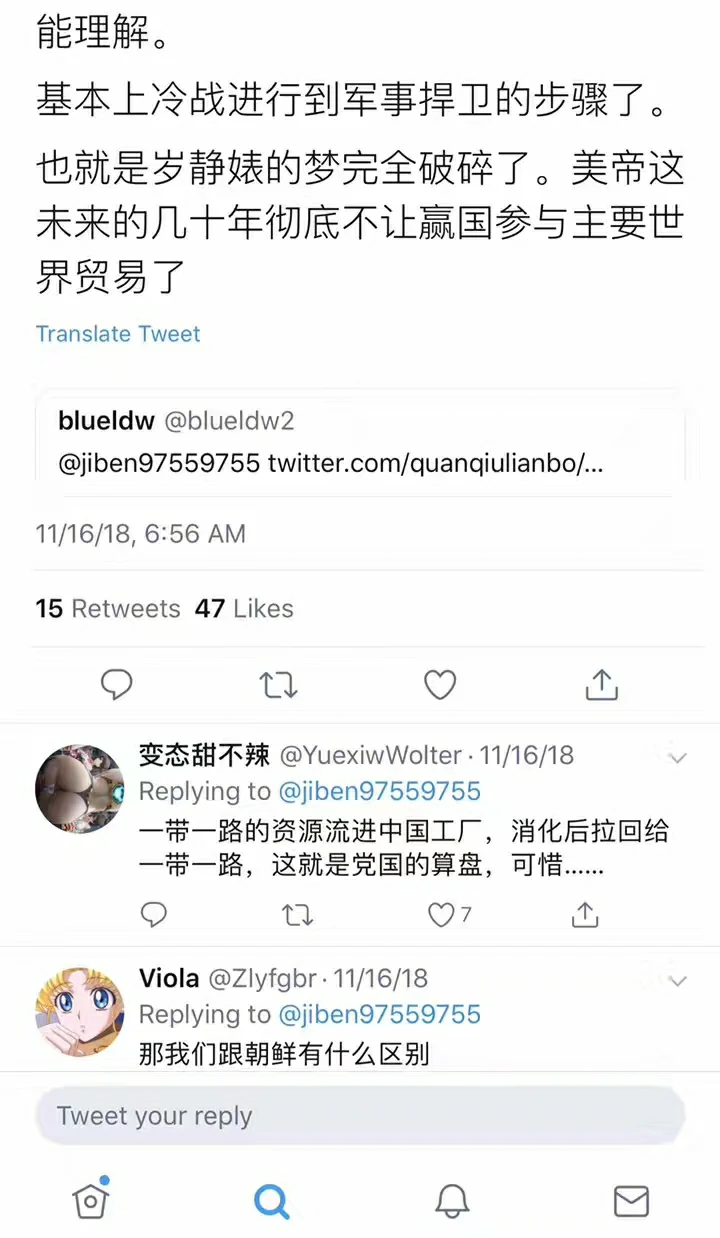 能理解。
基本上冷战进行到军事捍卫的步骤了。
也就是岁静婊的梦完全破碎了。美帝这
未来的几十年彻底不让赢国参与主要世
界贸易了
Translate Tweet
blueldw @blueldw2
@jiben97559755 twitter.com/quanqiulianbo/...
11/16/18, 6:56 AM
15 Retweets 47 Likes
变态甜不辣 @YuexiwWolter · 11/16/18
Replying to @jiben97559755
一带一路的资源流进中国工厂，消化后拉回给
一带一路，这就是党国的算盘，可惜......
7
Viola @Zlyfgbr · 11/16/18
Replying to @jiben97559755
那我们跟朝鲜有什么区别
Tweet your reply